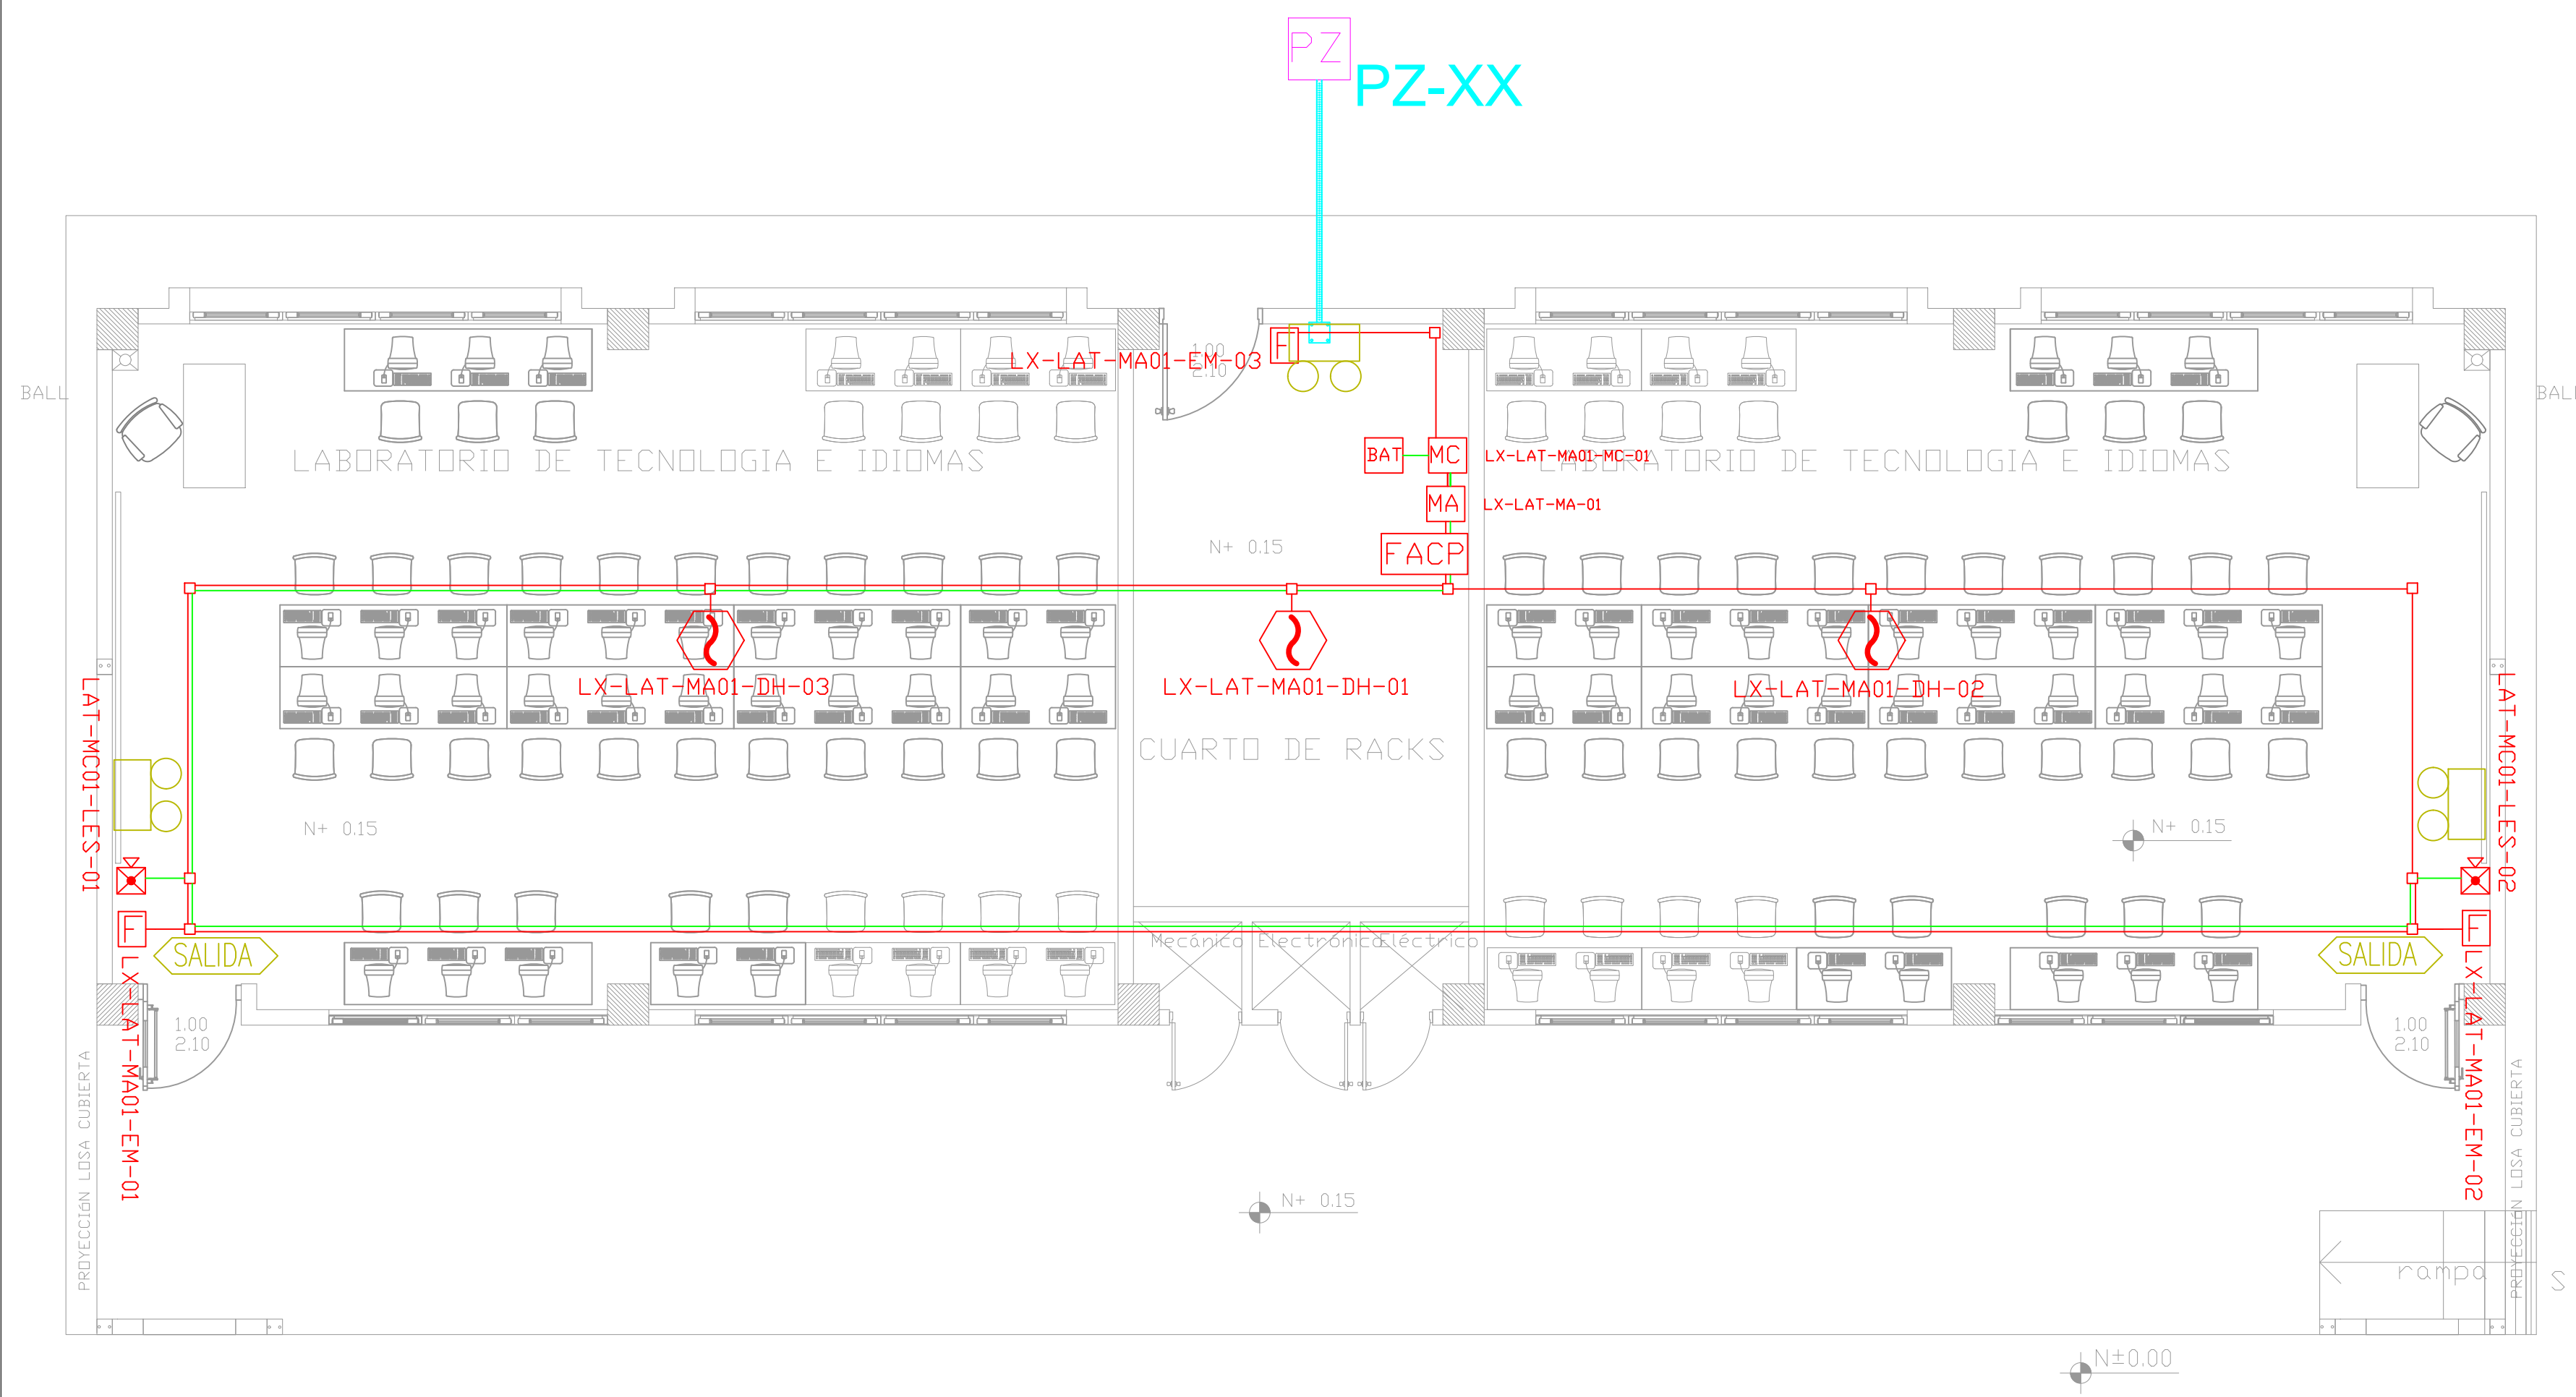 PZ
PZ-XX
1.00
2.10
F
LX-LAT-MA01-EM-03
BALL
BALL
BAT
MC
LX-LAT-MA01-MC-01
LABORATORIO DE TECNOLOGIA E IDIOMAS
LABORATORIO DE TECNOLOGIA E IDIOMAS
MA
LX-LAT-MA-01
N+ 0.15
FACP
LX-LAT-MA01-DH-03
LX-LAT-MA01-DH-01
LX-LAT-MA01-DH-02
LAT-MC01-LES-01
LAT-MC01-LES-02
CUARTO DE RACKS
N+ 0.15
N+ 0.15
F
F
SALIDA
Mecánico
Electrónico
Eléctrico
SALIDA
LX-LAT-MA01-EM-01
LX-LAT-MA01-EM-02
1.00
2.10
1.00
2.10
PROYECCIÓN LOSA CUBIERTA
PROYECCIÓN LOSA CUBIERTA
N+ 0.15
rampa
S
N±0.00